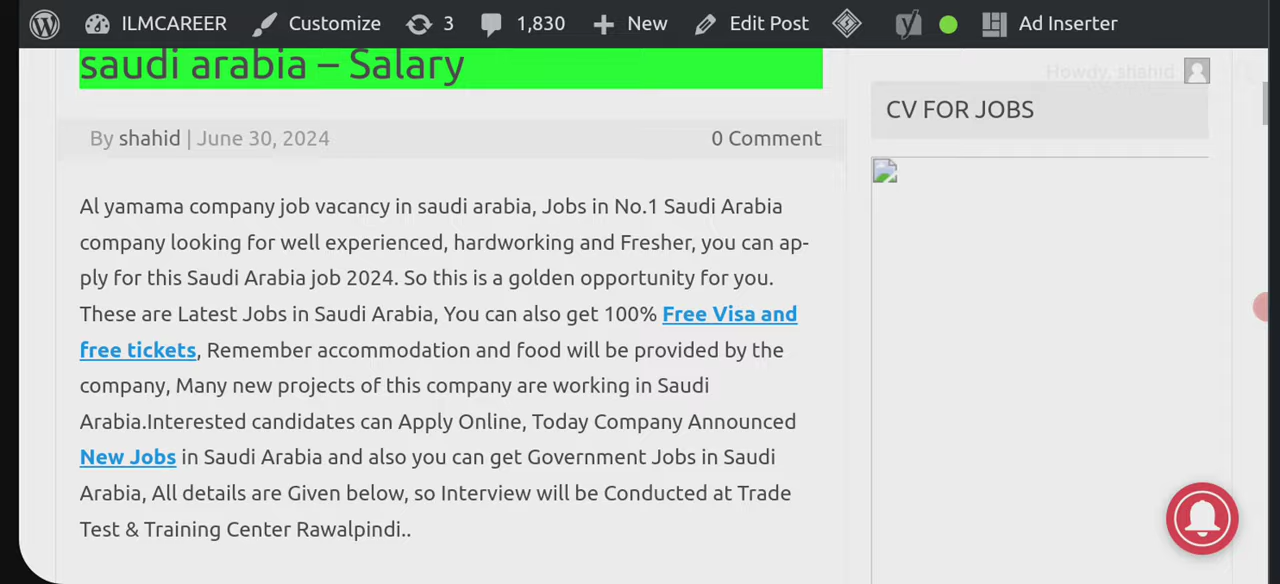 ILMCAREER Customize 3 1,830 New Edit Post Ad Inserter
saudi arabia – Salary
Howdy, shahid
CV FOR JOBS
By shahid | June 30, 2024 0 Comment
Al yamama company job vacancy in saudi arabia, Jobs in No.1 Saudi Arabia
company looking for well experienced, hardworking and Fresher, you can ap-
ply for this Saudi Arabia job 2024. So this is a golden opportunity for you.
These are Latest Jobs in Saudi Arabia, You can also get 100% Free Visa and
free tickets, Remember accommodation and food will be provided by the
company, Many new projects of this company are working in Saudi
Arabia.Interested candidates can Apply Online, Today Company Announced
New Jobs in Saudi Arabia and also you can get Government Jobs in Saudi
Arabia, All details are Given below, so Interview will be Conducted at Trade
Test & Training Center Rawalpindi..